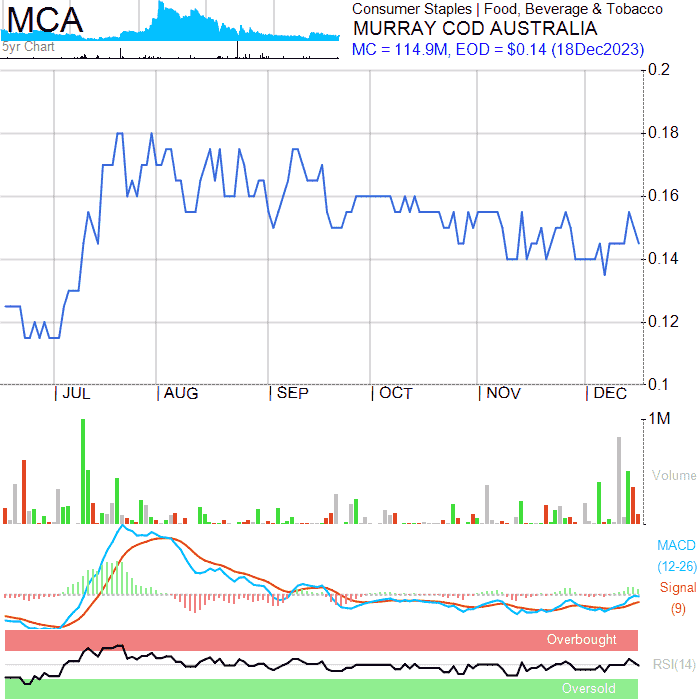 MCA
5yr Chart
Consumer Staples | Food, Beverage & Tobacco
MURRAY COD AUSTRALIA
MC = 114.9M, EOD = $0.14 (18Dec2023)
0.2
0.18
0.16
0.14
0.12
0.1
JUL AUG SEP OCT NOV DEC
1M
Volume
MACD
(12-26)
Signal
(9)
Overbought
RSI(14)
Oversold